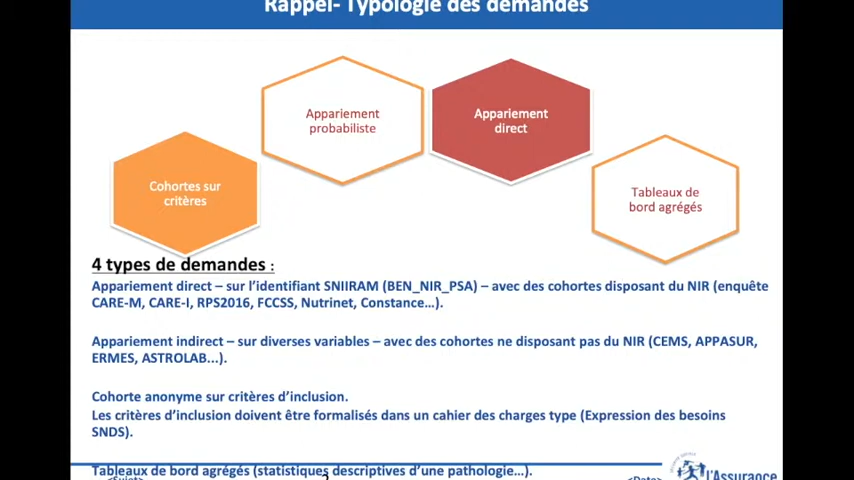 Rappel- Typologie des demandes
Appariement
probabiliste
Appariement
direct
Cohortes sur
critères
Tableaux de
bord agrégés
4 types de demandes :
Appariement direct – sur l'identifiant SNIIRAM (BEN_NIR_PSA) – avec des cohortes disposant du NIR (enquête
CARE-M, CARE-I, RPS2016, FCCSS, Nutrinet, Constance…).
Appariement indirect – sur diverses variables – avec des cohortes ne disposant pas du NIR (CEMS, APPASUR,
ERMES, ASTROLAB...).
Cohorte anonyme sur critères d'inclusion.
Les critères d'inclusion doivent être formalisés dans un cahier des charges type (Expression des besoins
SNDS).
Tableaux de bord agrégés (statistiques descriptives d'une pathologie…).
<Sujet>
<Date>
l'Assurance